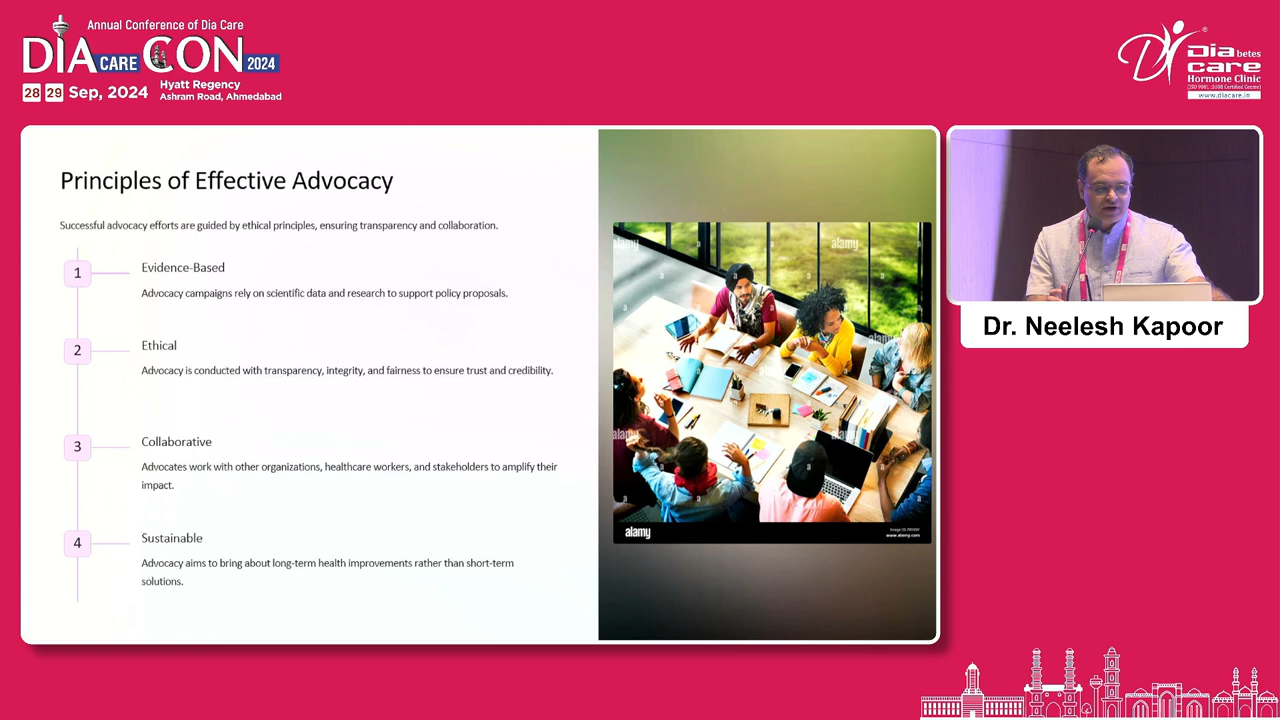 Annual Conference of Dia Care
DIA CARE CON 2024
28 29 Sep, 2024
Hyatt Regency
Ashram Road, Ahmedabad
Dia betes
care
Hormone Clinic
www.diacare.in
Principles of Effective Advocacy
Successful advocacy efforts are guided by ethical principles, ensuring transparency and collaboration.
1
Evidence-Based
Advocacy campaigns rely on scientific data and research to support policy proposals.
2
Ethical
Advocacy is conducted with transparency, integrity, and fairness to ensure trust and credibility.
3
Collaborative
Advocates work with other organizations, healthcare workers, and stakeholders to amplify their
impact.
4
Sustainable
Advocacy aims to bring about long-term health improvements rather than short-term
solutions.
alamy
alamy
alamy
www.alamy.com
Dr. Neelesh Kapoor